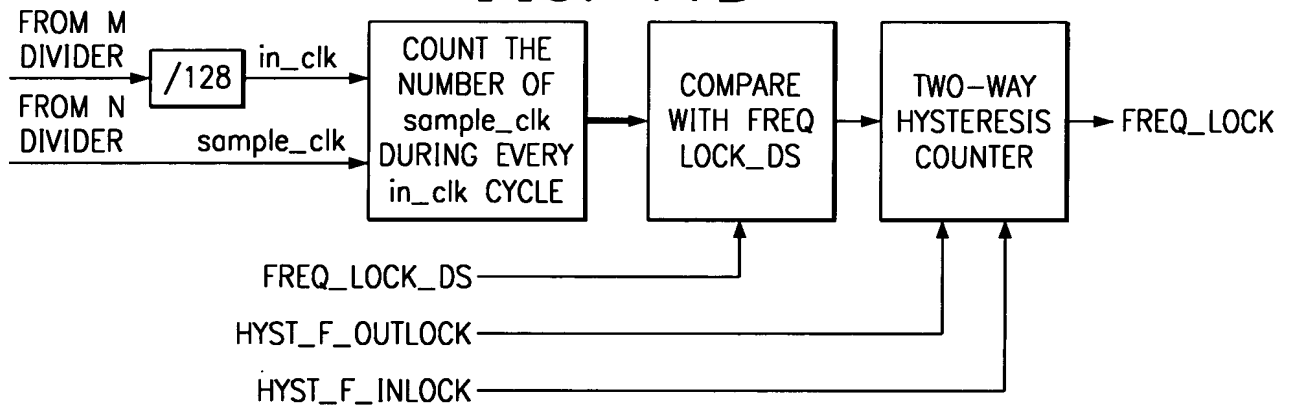 FROM M
DIVIDER
/128
in_clk
FROM N
DIVIDER
sample_clk
COUNT THE
NUMBER OF
sample_clk
DURING EVERY
in_clk CYCLE
COMPARE
WITH FREQ
LOCK_DS
TWO-WAY
HYSTERESIS
COUNTER
FREQ_LOCK
FREQ_LOCK_DS
HYST_F_OUTLOCK
HYST_F_INLOCK